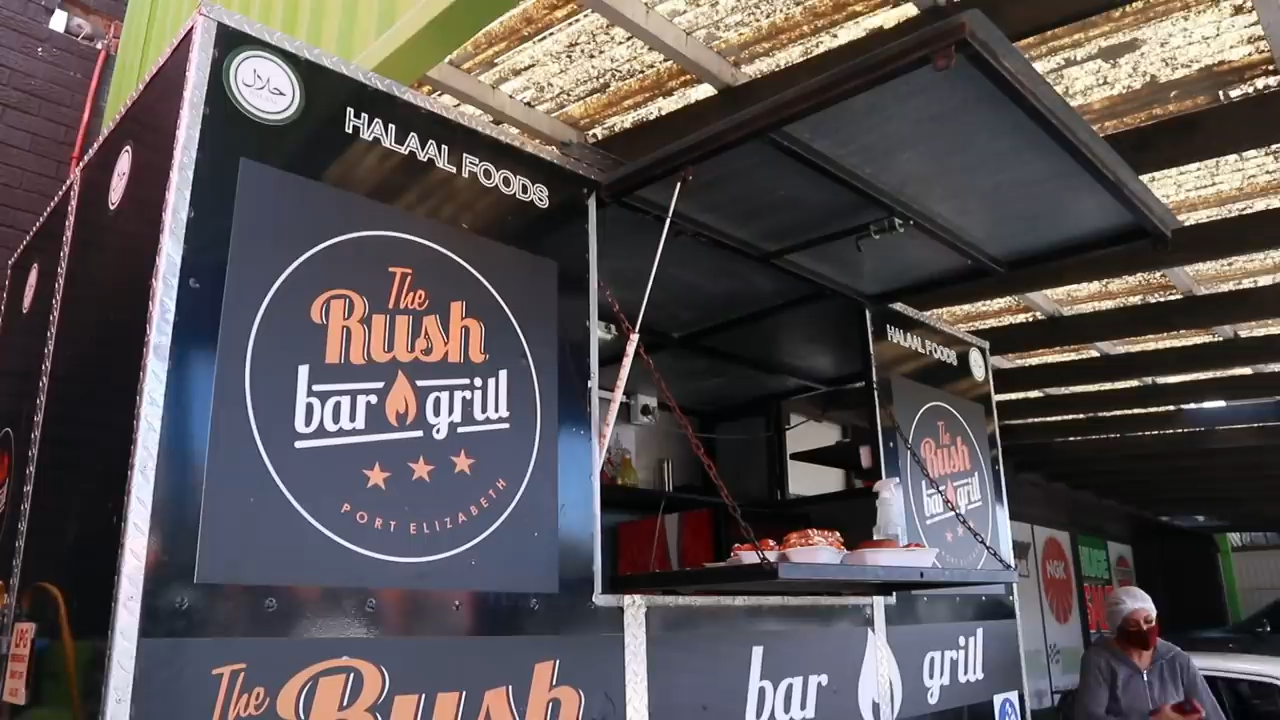 حلال
HALAAL FOODS
The
Rush
bar grill
PORT ELIZABETH
HALAAL FOODS
The
Rush
bar grill
The Rush
bar grill
NGK
LPG